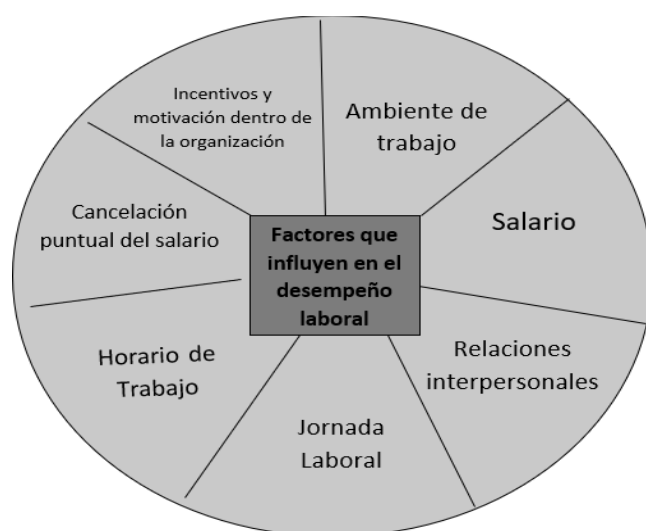 Incentivos y
motivación dentro de
la organización
Ambiente de
trabajo
Cancelación
puntual del salario
Factores que
influyen en el
desempeño
laboral
Salario
Horario de
Trabajo
Jornada
Laboral
Relaciones
interpersonales